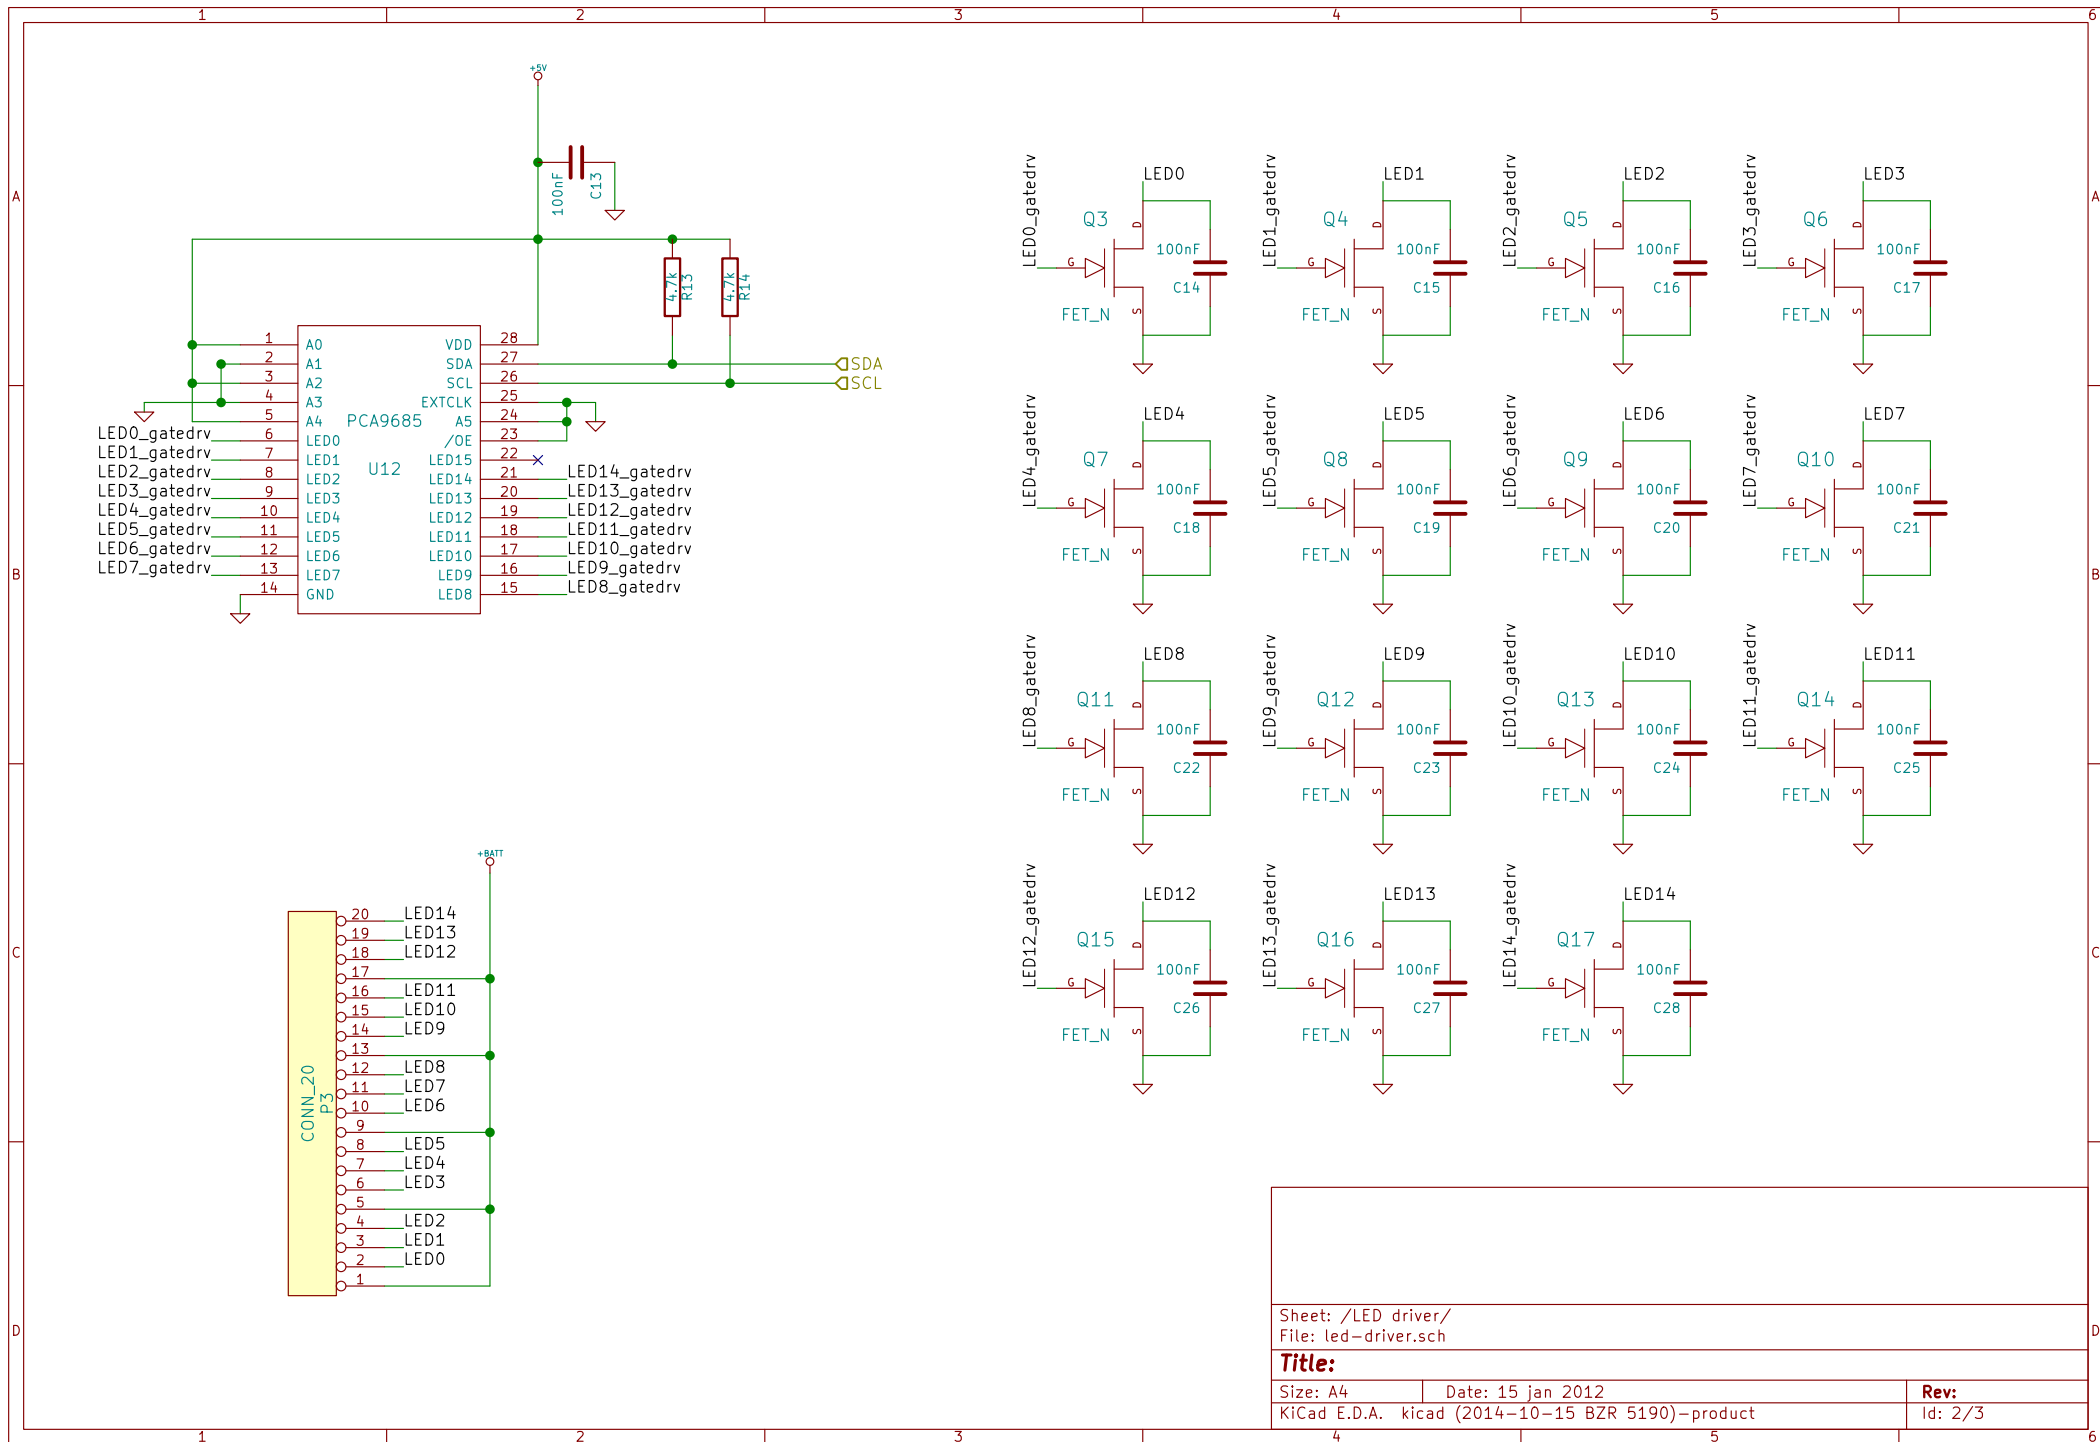 1 2 3 4 5 6
+5V
100nF
C13
4.7k
R13
4.7k
R14
1 A0 VDD 28
2 A1 SDA 27 SDA
3 A2 SCL 26 SCL
4 A3 EXTCLK 25
5 A4 PCA9685 A5 24
LED0_gatedrv 6 LED0 /OE 23
LED1_gatedrv 7 LED1 U12 LED15 22
LED2_gatedrv 8 LED2 LED14 21 LED14_gatedrv
LED3_gatedrv 9 LED3 LED13 20 LED13_gatedrv
LED4_gatedrv 10 LED4 LED12 19 LED12_gatedrv
LED5_gatedrv 11 LED5 LED11 18 LED11_gatedrv
LED6_gatedrv 12 LED6 LED10 17 LED10_gatedrv
LED7_gatedrv 13 LED7 LED9 16 LED9_gatedrv
14 GND LED8 15 LED8_gatedrv
LED0_gatedrv LED0 Q3 D G S 100nF C14 FET_N
LED1_gatedrv LED1 Q4 D G S 100nF C15 FET_N
LED2_gatedrv LED2 Q5 D G S 100nF C16 FET_N
LED3_gatedrv LED3 Q6 D G S 100nF C17 FET_N
LED4_gatedrv LED4 Q7 D G S 100nF C18 FET_N
LED5_gatedrv LED5 Q8 D G S 100nF C19 FET_N
LED6_gatedrv LED6 Q9 D G S 100nF C20 FET_N
LED7_gatedrv LED7 Q10 D G S 100nF C21 FET_N
LED8_gatedrv LED8 Q11 D G S 100nF C22 FET_N
LED9_gatedrv LED9 Q12 D G S 100nF C23 FET_N
LED10_gatedrv LED10 Q13 D G S 100nF C24 FET_N
LED11_gatedrv LED11 Q14 D G S 100nF C25 FET_N
LED12_gatedrv LED12 Q15 D G S 100nF C26 FET_N
LED13_gatedrv LED13 Q16 D G S 100nF C27 FET_N
LED14_gatedrv LED14 Q17 D G S 100nF C28 FET_N
+BATT
CONN_20
P3
20 LED14
19 LED13
18 LED12
17
16 LED11
15 LED10
14 LED9
13
12 LED8
11 LED7
10 LED6
9
8 LED5
7 LED4
6 LED3
5
4 LED2
3 LED1
2 LED0
1
A A
B B
C C
D D
Sheet: /LED driver/
File: led-driver.sch
Title:
Size: A4 Date: 15 jan 2012 Rev:
KiCad E.D.A. kicad (2014-10-15 BZR 5190)-product Id: 2/3
1 2 3 4 5 6